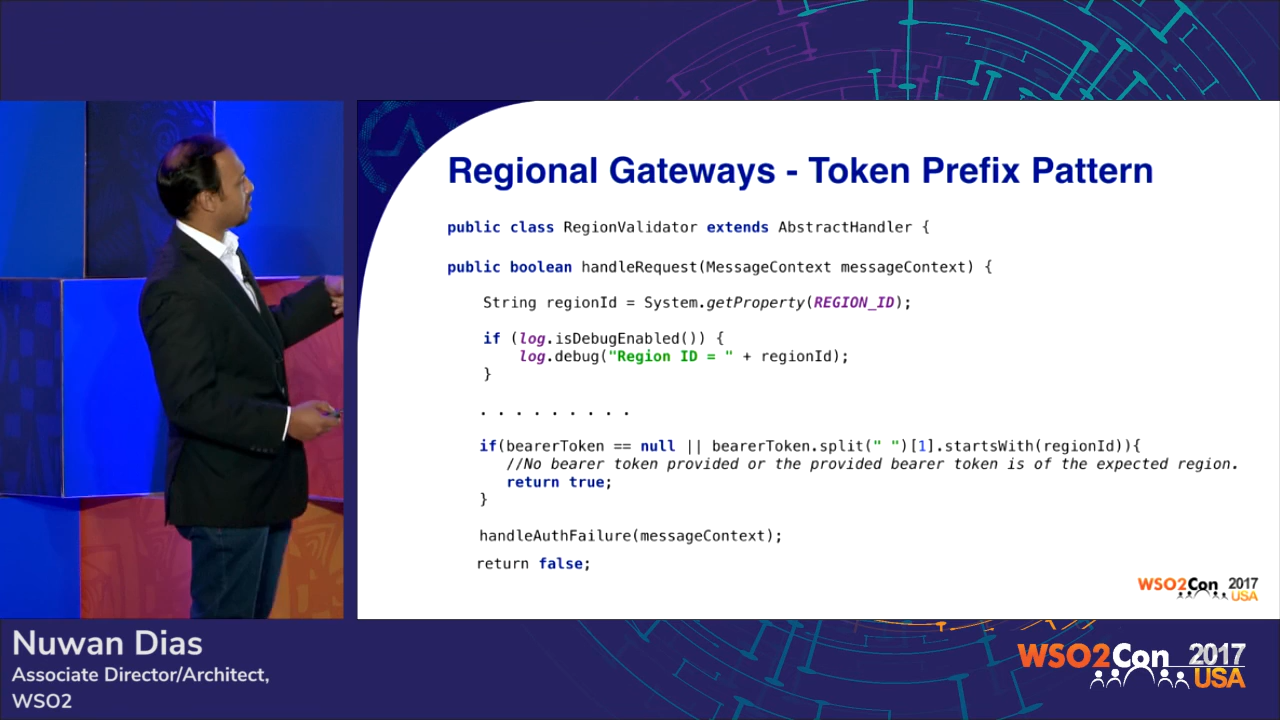 Regional Gateways - Token Prefix Pattern
public class RegionValidator extends AbstractHandler {
public boolean handleRequest(MessageContext messageContext) {
String regionId = System.getProperty(REGION_ID);
if (log.isDebugEnabled()) {
log.debug("Region ID = " + regionId);
}
. . . . . . . . .
if(bearerToken == null || bearerToken.split(" ")[1].startsWith(regionId)){
//No bearer token provided or the provided bearer token is of the expected region.
return true;
}
handleAuthFailure(messageContext);
return false;
WSO2Con 2017
USA
Nuwan Dias
Associate Director/Architect,
WSO2
WSO2Con 2017
USA